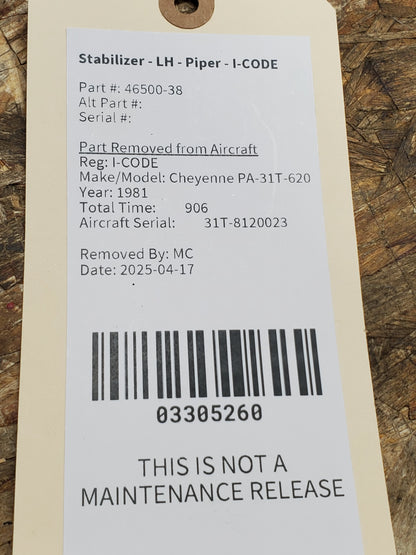 Stabilizer - LH - Piper - I-CODE
Part #: 46500-38
Alt Part #:
Serial #:
Part Removed from Aircraft
Reg: I-CODE
Make/Model: Cheyenne PA-31T-620
Year: 1981
Total Time: 906
Aircraft Serial: 31T-8120023
Removed By: MC
Date: 2025-04-17
03305260
THIS IS NOT A
MAINTENANCE RELEASE